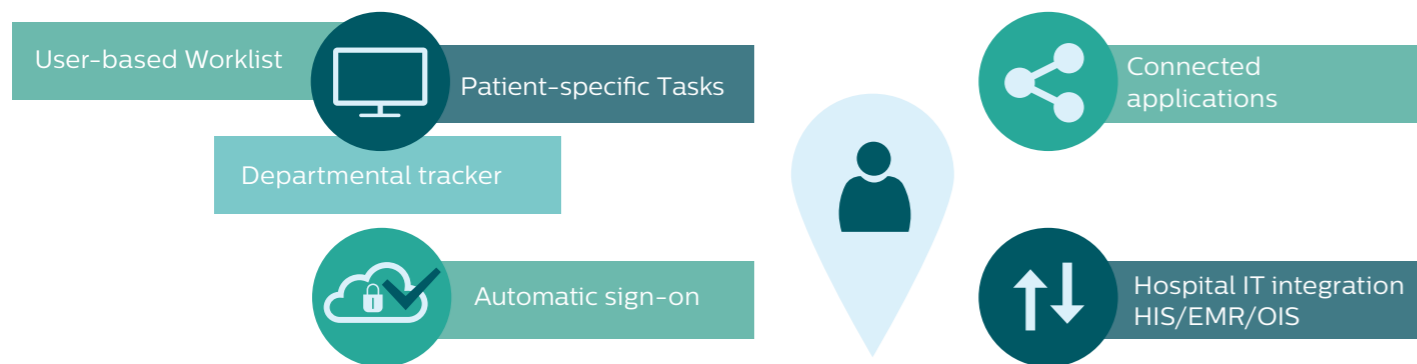 User-based Worklist
Patient-specific Tasks
Departmental tracker
Automatic sign-on
Connected
applications
Hospital IT integration
HIS/EMR/OIS